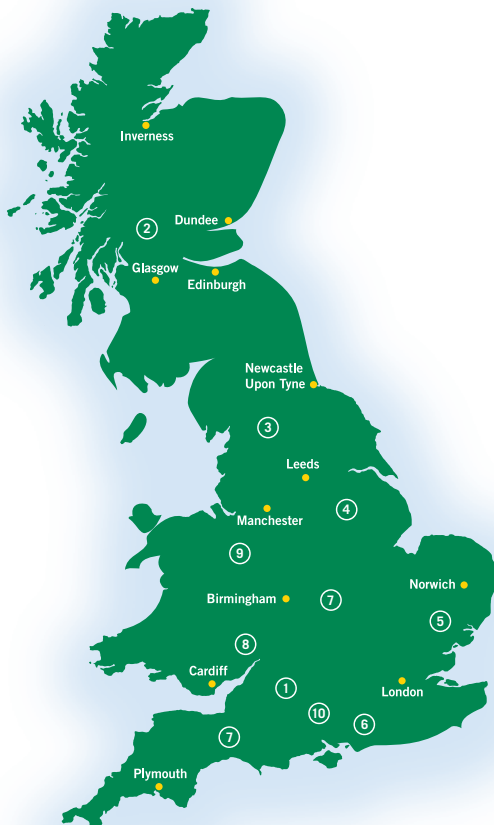 Inverness
Dundee
2
Glasgow
Edinburgh
Newcastle
Upon Tyne
3
Leeds
4
Manchester
9
Norwich
Birmingham
7
5
8
Cardiff
London
1
10
6
7
Plymouth